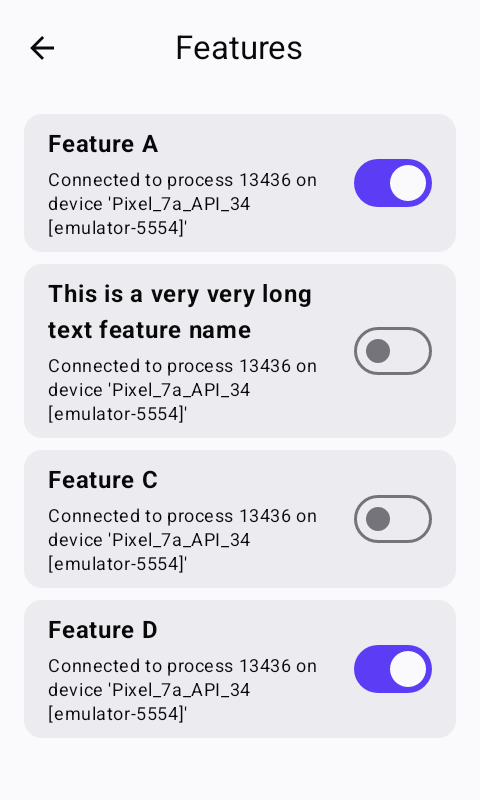 Features
Feature A
Connected to process 13436 on
device 'Pixel_7a_API_34
[emulator-5554]'
This is a very very long
text feature name
Connected to process 13436 on
device 'Pixel_7a_API_34
[emulator-5554]'
Feature C
Connected to process 13436 on
device 'Pixel_7a_API_34
[emulator-5554]'
Feature D
Connected to process 13436 on
device 'Pixel_7a_API_34
[emulator-5554]'